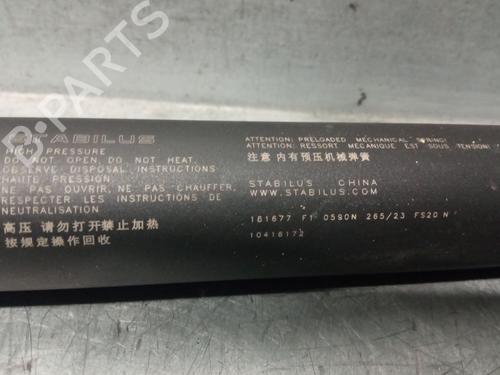 STABILUS
HIGH PRESSURE
DO NOT OPEN, DO NOT HEAT.
OBSERVE DISPOSAL INSTRUCTIONS
HAUTE PRESSION.
NE PAS OUVRIR, NE PAS CHAUFFER,
RESPECTER LES INSTRUCTIONS DE
NEUTRALISATION
高压 请勿打开禁止加热
按规定操作回收
ATTENTION: PRELOADED MECHANICAL SPRING!
ATTENTION: RESSORT MECANIQUE EST SOUS TENSION!
注意 内有预压机械弹簧
STABILUS CHINA
WWW.STABILUS.COM
161677 F1 0590N 265/23 FS20 N
10416172